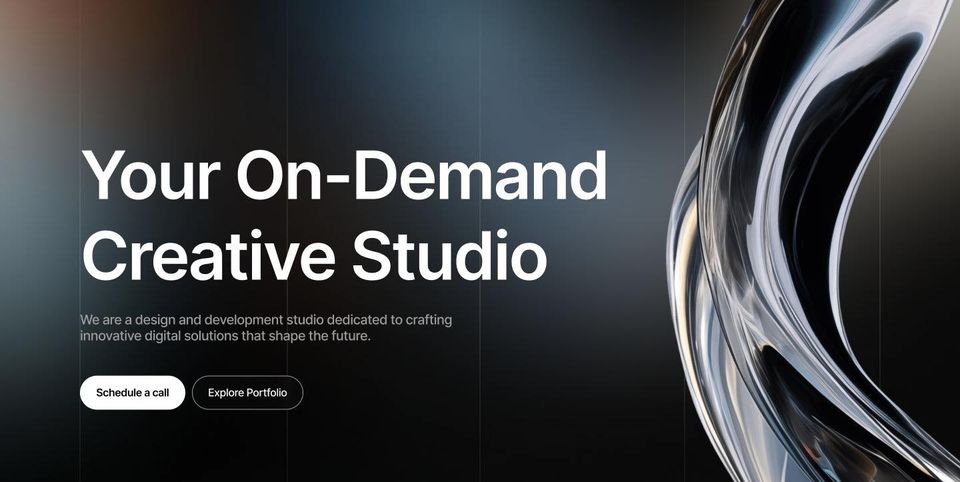 Your On-Demand
Creative Studio
We are a design and development studio dedicated to crafting
innovative digital solutions that shape the future.
Schedule a call
Explore Portfolio